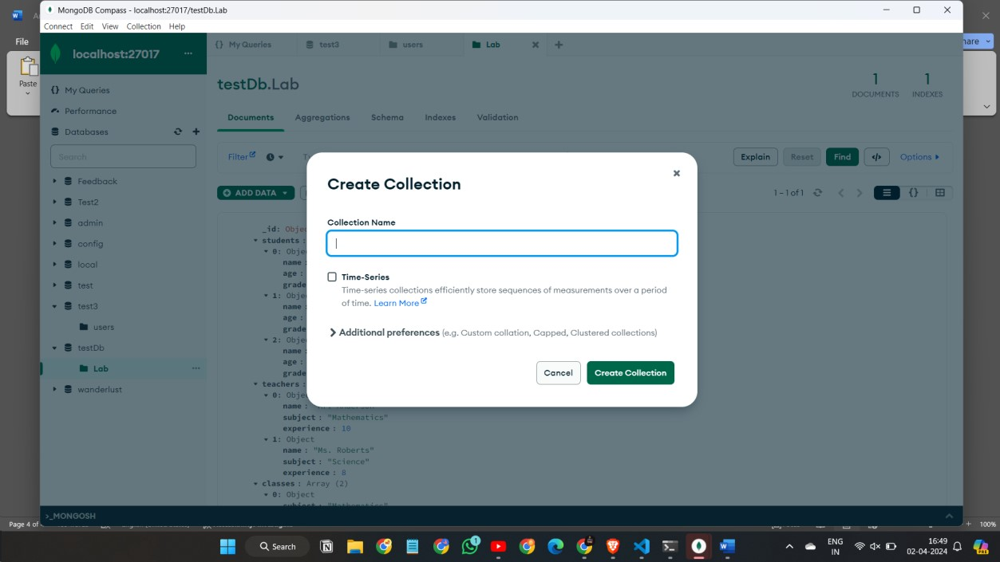 MongoDB Compass - localhost:27017/testDb.Lab
Connect Edit View Collection Help
File
Paste
localhost:27017 ...
My Queries
Performance
Databases
Search
Feedback
Test2
admin
config
local
test
test3
users
testDb
Lab ...
wanderlust
{} My Queries test3 users Lab
testDb.Lab
1 DOCUMENTS
1 INDEXES
Documents Aggregations Schema Indexes Validation
Filter Explain Reset Find </> Options
ADD DATA 1 – 1 of 1
_id:
students :
0:
name
age :
grade
1:
name
age :
grade
2:
name
age :
grade
teachers :
0:
name :
subject : "Mathematics"
experience : 10
1: Object
name : "Ms. Roberts"
subject : "Science"
experience : 8
classes : Array (2)
0: Object
Create Collection
Collection Name
Time-Series
Time-series collections efficiently store sequences of measurements over a period
of time. Learn More
Additional preferences (e.g. Custom collation, Capped, Clustered collections)
Cancel Create Collection
>_MONGOSH
Page 4 of
100%
Search
1
ENG
IN
16:49
02-04-2024